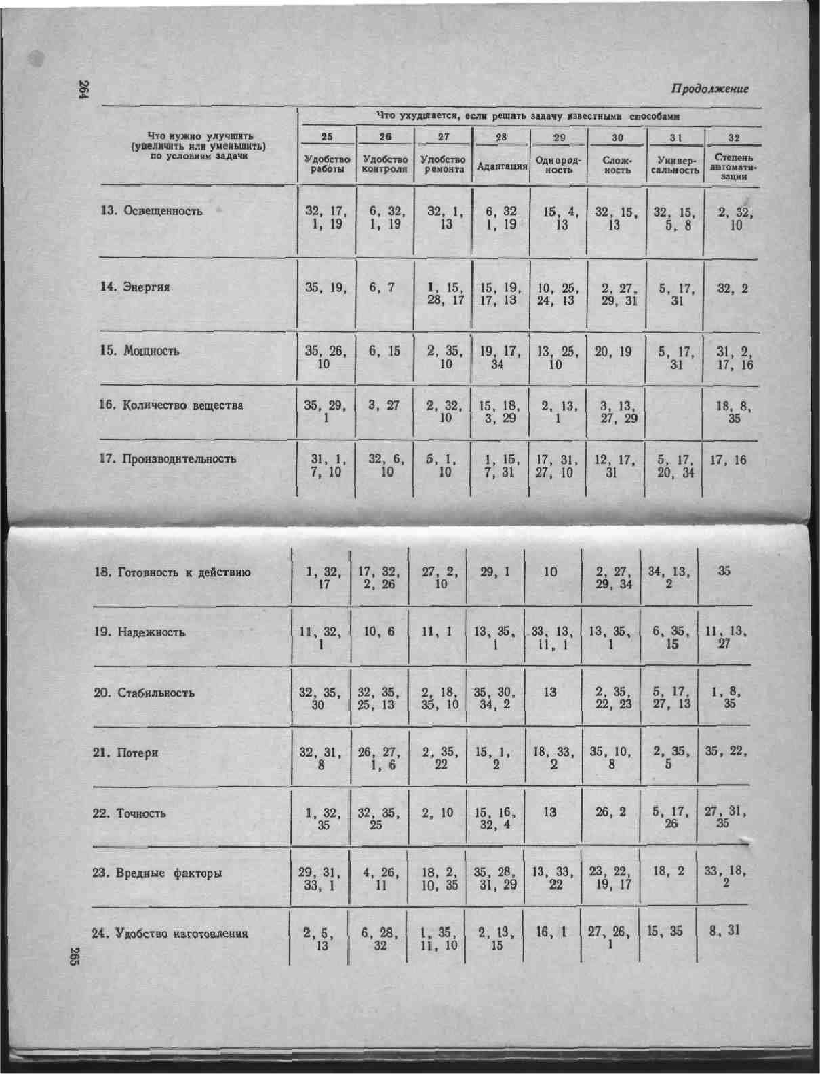 264
Продолжение
Что нужно улучшить
(увеличить или уменьшить)
по условиям задачи
Что ухудшается, если решать задачу известными способами
25 26 27 28 29 30 31 32
Удобство работы Удобство контроля Удобство ремонта Адаптация Однород-ность Слож-ность Универ-сальность Степень автомати-зации
13. Освещенность 32, 17, 6, 32, 32, 1, 6, 32 15, 4, 32, 15, 32, 15, 2, 32,
1, 19 1, 19 13 1, 19 13 13 5, 8 10
14. Энергия 35, 19, 6, 7 1, 15, 15, 19, 10, 25, 2, 27, 5, 17, 32, 2
28, 17 17, 13 24, 13 29, 31 31
15. Мощность 35, 26, 6, 15 2, 35, 19, 17, 13, 25, 20, 19 5, 17, 31, 2,
10 10 34 10 31 17, 16
16. Количество вещества 35, 29, 3, 27 2, 32, 15, 18, 2, 13, 3, 13, 18, 8,
1 10 3, 29 1 27, 29 35
17. Производительность 31, 1, 32, 6, 5, 1, 1, 15, 17, 31, 12, 17, 5, 17, 17, 16
7, 10 10 10 7, 31 27, 10 31 20, 34
18. Готовность к действию 1, 32, 17, 32, 27, 2, 29, 1 10 2, 27, 34, 13, 35
17 2, 26 10 29, 34 2
19. Надежность 11, 32, 10, 6 11, 1 13, 35, 33, 13, 13, 35, 6, 35, 11, 13,
1 1 11, 1 1 15 27
20. Стабильность 32, 35, 32, 35, 2, 18, 35, 30, 13 2, 35, 5, 17, 1, 8,
30 25, 13 35, 10 34, 2 22, 23 27, 13 35
21. Потери 32, 31, 26, 27, 2, 35, 15, 1, 18, 33, 35, 10, 2, 35, 35, 22,
8 1, 6 22 2 2 8 5
22. Точность 1, 32, 32, 35, 2, 10 15, 16, 13 26, 2 5, 17, 27, 31,
35 25 32, 4 26 35
23. Вредные факторы 29, 31, 4, 26, 18, 2, 35, 28, 13, 33, 23, 22, 18, 2 33, 18,
33, 1 11 10, 35 31, 29 22 19, 17 2
24. Удобство изготовления 2, 5, 6, 28, 1, 35, 2, 13, 16, 1 27, 26, 15, 35 8, 31
13 32 11, 10 15 1
265